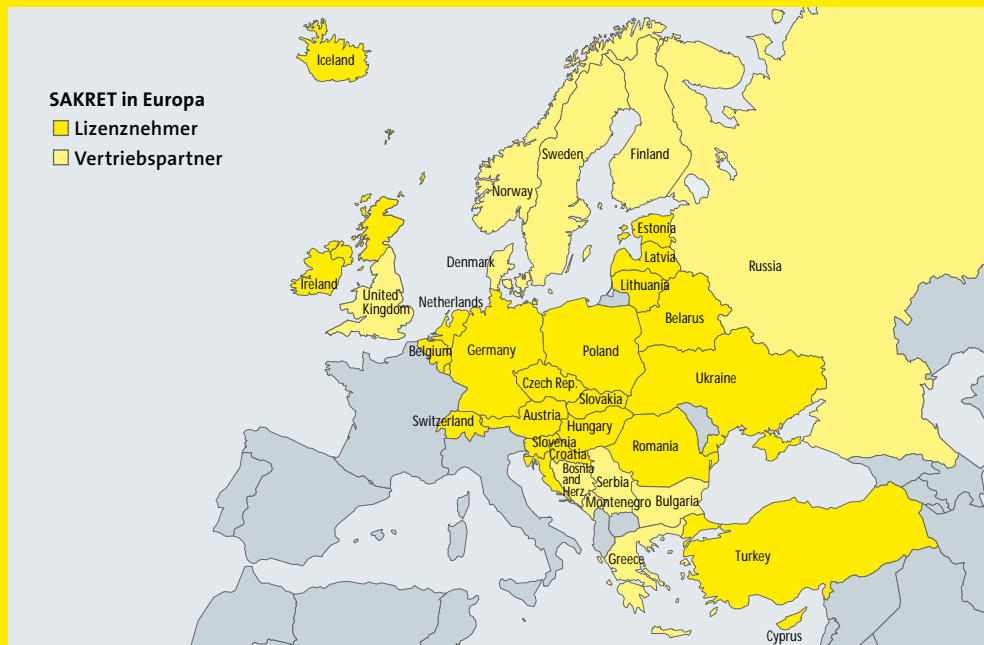 Iceland
SAKRET in Europa
Lizenznehmer
Vertriebspartner
Sweden
Finland
Norway
Estonia
Latvia
Denmark
Russia
Lithuania
Ireland
United
Kingdom
Netherlands
Belarus
Belgium
Germany
Poland
Ukraine
Czech Rep.
Slovakia
Switzerland
Austria
Hungary
Slovenia
Romania
Croatia
Bosnia
and
Herz.
Serbia
Montenegro
Bulgaria
Greece
Turkey
Cyprus